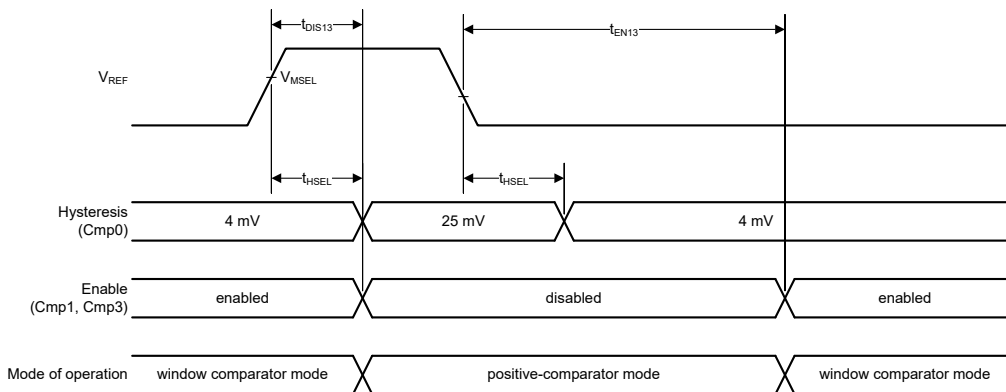 tDIS13
tEN13
VREF
VMSEL
tHSEL
tHSEL
Hysteresis
(Cmp0)
4 mV
25 mV
4 mV
Enable
(Cmp1, Cmp3)
enabled
disabled
enabled
Mode of operation
window comparator mode
positive-comparator mode
window comparator mode